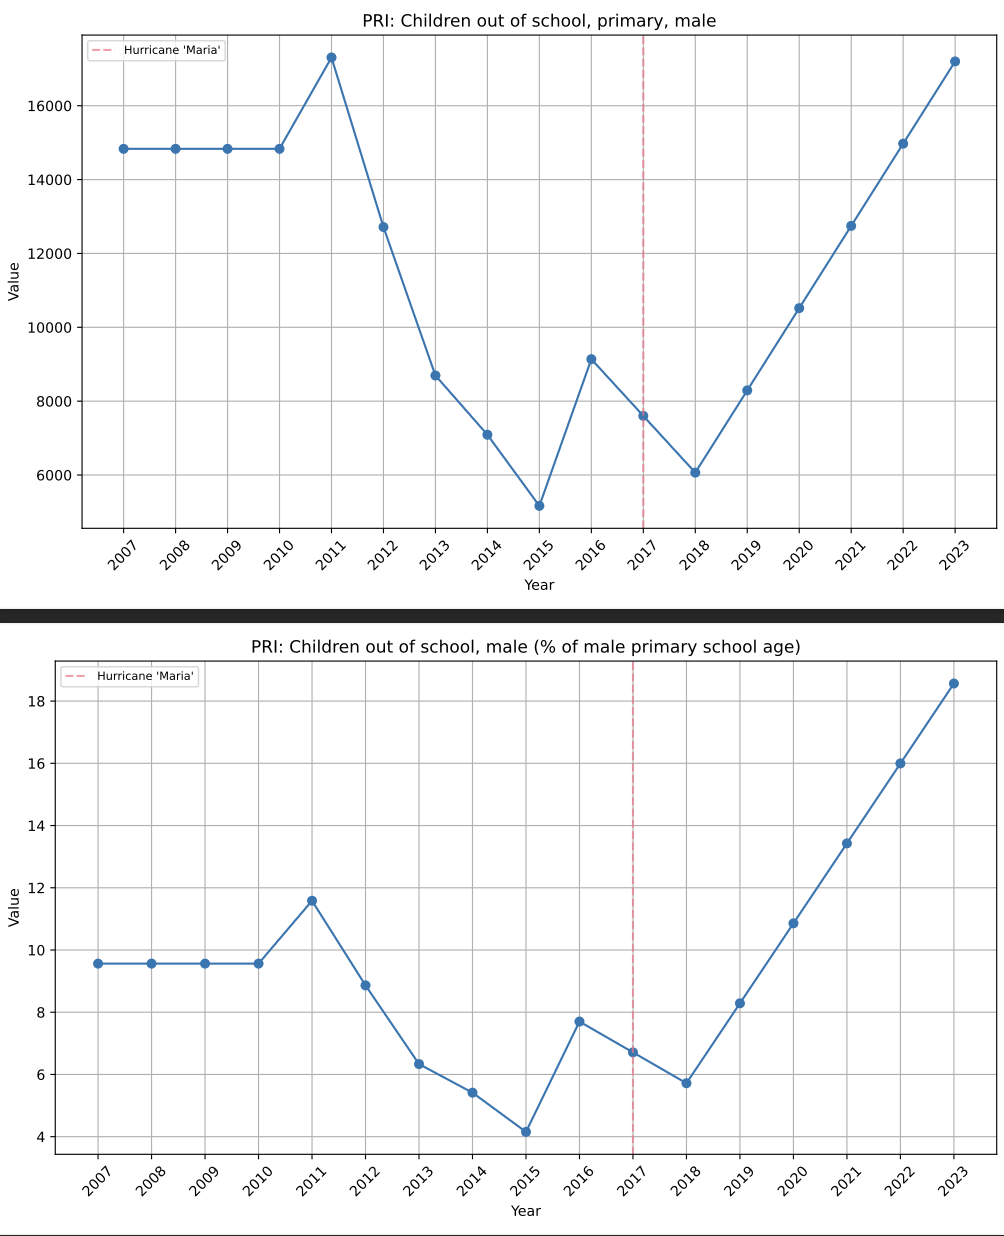 PRI: Children out of school, primary, male
Hurricane 'Maria'
16000
14000
12000
10000
8000
6000
Value
2007 2008 2009 2010 2011 2012 2013 2014 2015 2016 2017 2018 2019 2020 2021 2022 2023
Year
PRI: Children out of school, male (% of male primary school age)
Hurricane 'Maria'
18
16
14
12
10
8
6
4
Value
2007 2008 2009 2010 2011 2012 2013 2014 2015 2016 2017 2018 2019 2020 2021 2022 2023
Year